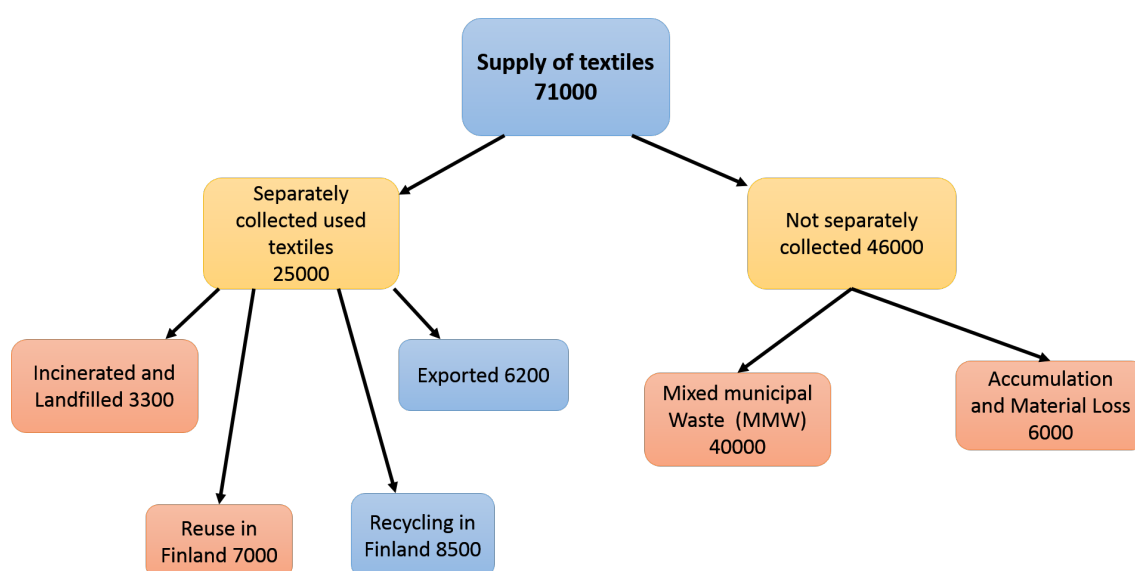 Supply of textiles
71000
Separately
collected used
textiles
25000
Not separately
collected 46000
Incinerated and
Landfilled 3300
Exported 6200
Mixed municipal
Waste (MMW)
40000
Accumulation
and Material Loss
6000
Reuse in
Finland 7000
Recycling in
Finland 8500